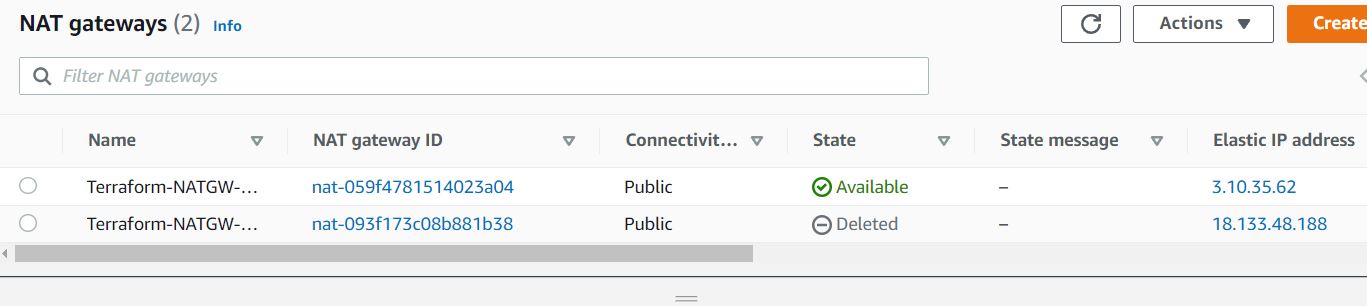 NAT gateways (2) Info
Actions
Create
Filter NAT gateways
Name NAT gateway ID Connectivit... State State message Elastic IP address
Terraform-NATGW-... nat-059f4781514023a04 Public Available – 3.10.35.62
Terraform-NATGW-... nat-093f173c08b881b38 Public Deleted – 18.133.48.188